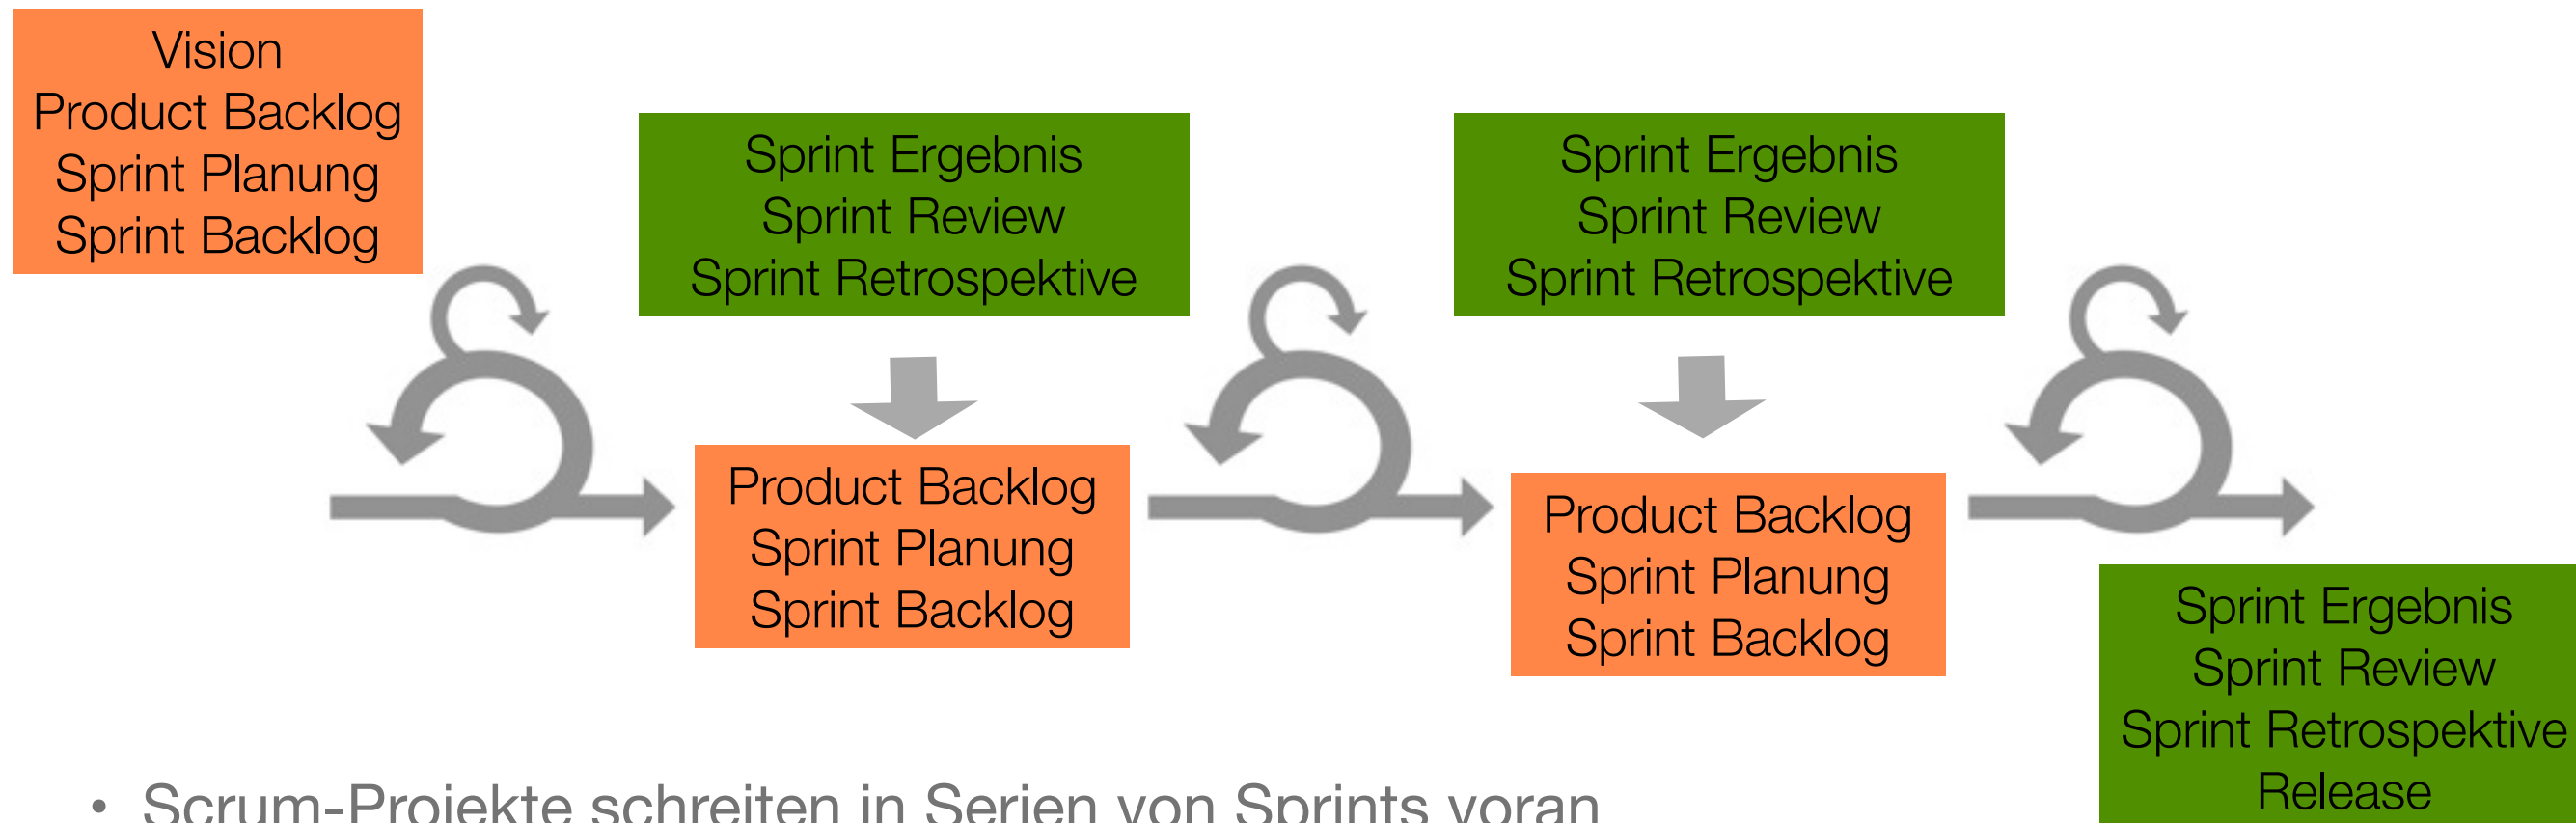 Vision
Product Backlog
Sprint Planung
Sprint Backlog
Sprint Ergebnis
Sprint Review
Sprint Retrospektive
Product Backlog
Sprint Planung
Sprint Backlog
Sprint Ergebnis
Sprint Review
Sprint Retrospektive
Product Backlog
Sprint Planung
Sprint Backlog
Sprint Ergebnis
Sprint Review
Sprint Retrospektive
Release
• Scrum-Projekte schreiten in Serien von Sprints voran